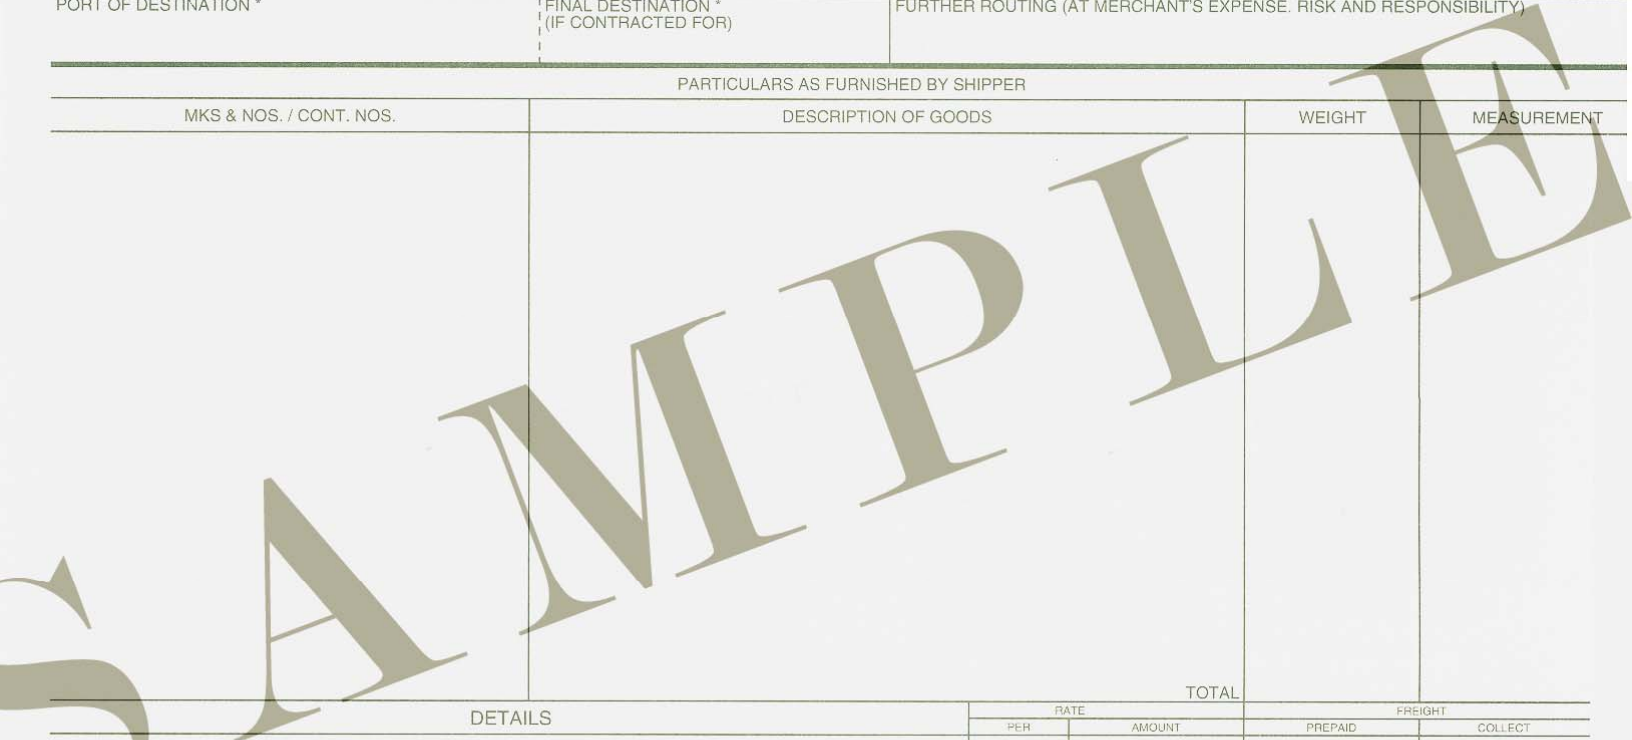 PORT OF DESTINATION *
FINAL DESTINATION *
(IF CONTRACTED FOR)
FURTHER ROUTING (AT MERCHANT'S EXPENSE. RISK AND RESPONSIBILITY)
PARTICULARS AS FURNISHED BY SHIPPER
MKS & NOS. / CONT. NOS.
DESCRIPTION OF GOODS
WEIGHT
MEASUREMENT
SAMPLE
TOTAL
DETAILS
RATE
FREIGHT
PER
AMOUNT
PREPAID
COLLECT